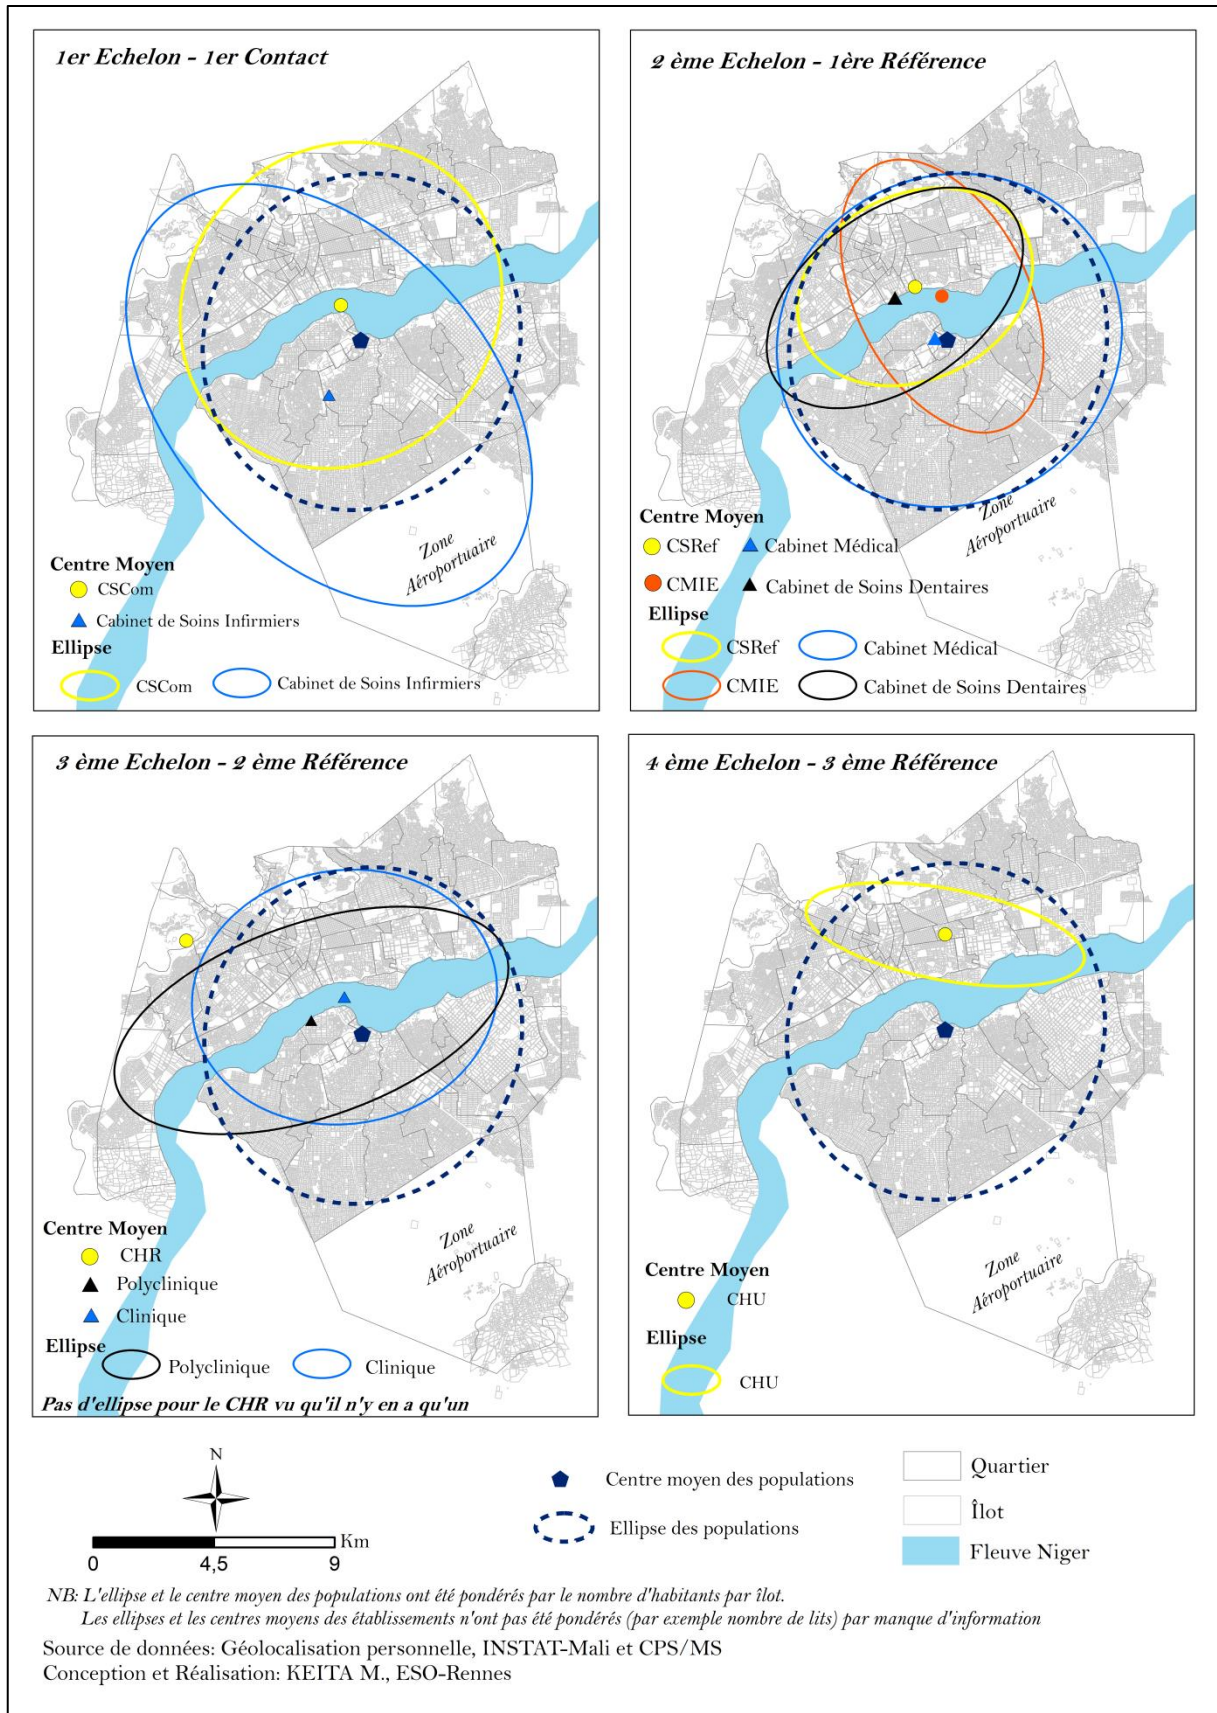 1er Echelon - 1er Contact
Zone
Aéroportuaire
Centre Moyen
CSCom
Cabinet de Soins Infirmiers
Ellipse
CSCom
Cabinet de Soins Infirmiers
2 ème Echelon - 1ère Référence
Zone
Aéroportuaire
Centre Moyen
CSRef
Cabinet Médical
CMIE
Cabinet de Soins Dentaires
Ellipse
CSRef
Cabinet Médical
CMIE
Cabinet de Soins Dentaires
3 ème Echelon - 2 ème Référence
Zone
Aéroportuaire
Centre Moyen
CHR
Polyclinique
Clinique
Ellipse
Polyclinique
Clinique
Pas d'ellipse pour le CHR vu qu'il n'y en a qu'un
4 ème Echelon - 3 ème Référence
Zone
Aéroportuaire
Centre Moyen
CHU
Ellipse
CHU
N
Km
0 4,5 9
Centre moyen des populations
Ellipse des populations
Quartier
Îlot
Fleuve Niger
NB: L'ellipse et le centre moyen des populations ont été pondérés par le nombre d'habitants par îlot.
Les ellipses et les centres moyens des établissements n'ont pas été pondérés (par exemple nombre de lits) par manque d'information
Source de données: Géolocalisation personnelle, INSTAT-Mali et CPS/MS
Conception et Réalisation: KEITA M., ESO-Rennes